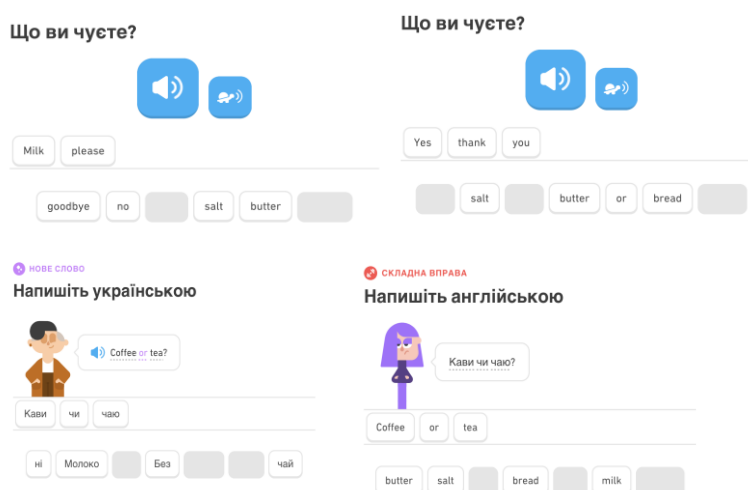 Що ви чуєте?
Milk please
goodbye no salt butter
Що ви чуєте?
Yes thank you
salt butter or bread
НОВЕ СЛОВО
Напишіть українською
Coffee or tea?
Кави чи чаю
ні Молоко Без чай
СКЛАДНА ВПРАВА
Напишіть англійською
Кави чи чаю?
Coffee or tea
butter salt bread milk